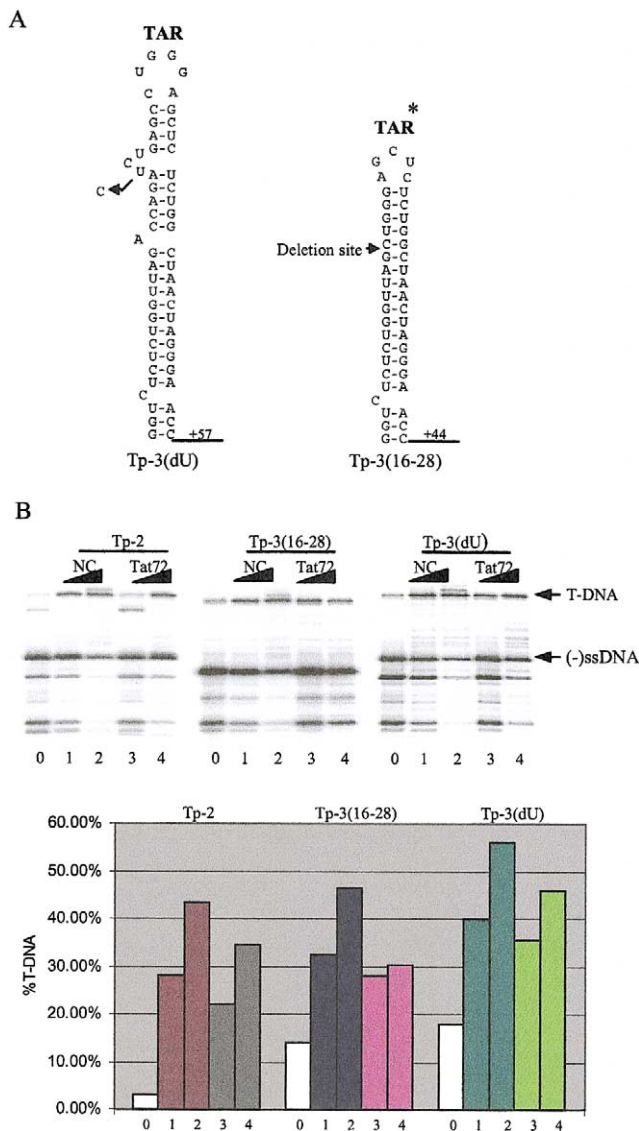 A
TAR
G G
U G
C A
C-G
G-C
A-U
G-C
U
C
U
C
A-U
G-C
A-U
C-G
C-G
A
G-C
A-U
U-A
U-A
G-C
G-U
U-A
C-G
U-G
C-G
U-A
C
U-A
G-C
G-C
+57
Tp-3(dU)
*
TAR
C
G U
A C
G-U
G-C
G-U
U-G
Deletion site
C-G
G-C
A-U
U-A
U-A
G-C
G-U
U-A
C-G
U-G
C-G
U-A
C
U-A
G-C
G-C
+44
Tp-3(16-28)
B
Tp-2 Tp-3(16-28) Tp-3(dU)
NC Tat72 NC Tat72 NC Tat72
T-DNA
(-)ssDNA
0 1 2 3 4 0 1 2 3 4 0 1 2 3 4
Tp-2 Tp-3(16-28) Tp-3(dU)
%T-DNA
60.00%
50.00%
40.00%
30.00%
20.00%
10.00%
0.00%
0 1 2 3 4 0 1 2 3 4 0 1 2 3 4